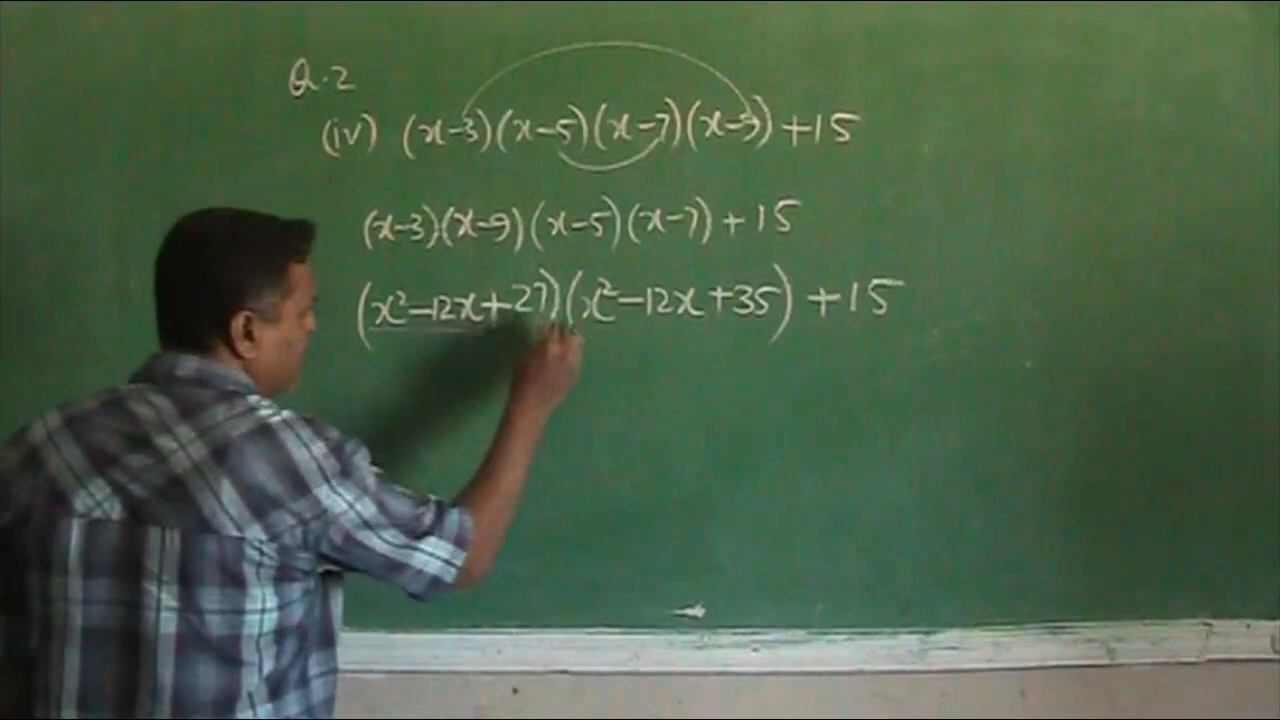 Q.2
(iv) (x-3)(x-5)(x-7)(x-9)+15
(x-3)(x-9)(x-5)(x-7)+15
(x²-12x+27)(x²-12x+35)+15